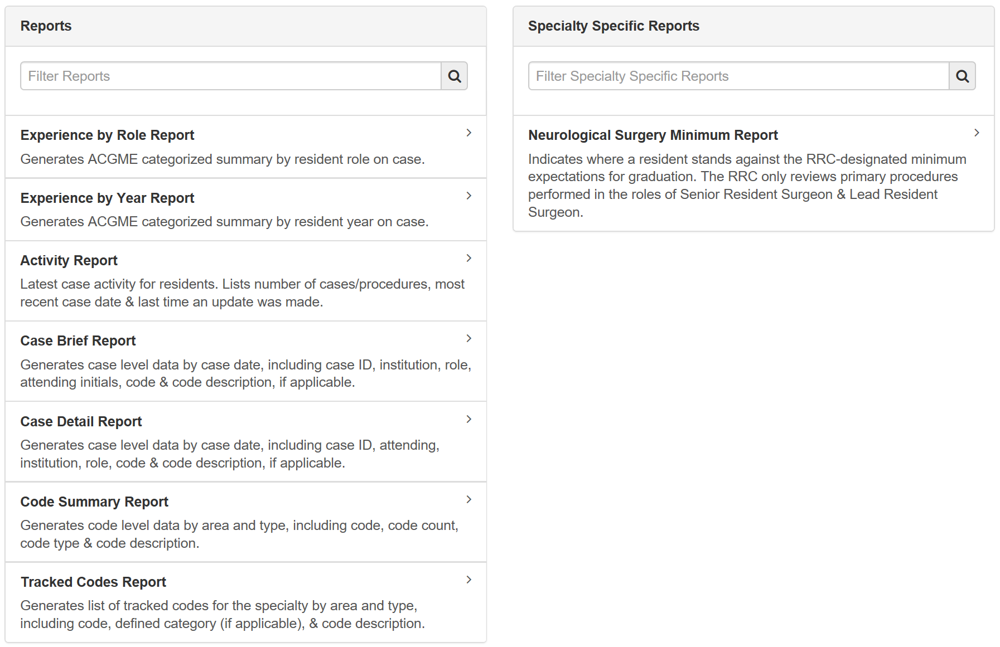 Reports
Filter Reports
Experience by Role Report
Generates ACGME categorized summary by resident role on case.
Experience by Year Report
Generates ACGME categorized summary by resident year on case.
Activity Report
Latest case activity for residents. Lists number of cases/procedures, most
recent case date & last time an update was made.
Case Brief Report
Generates case level data by case date, including case ID, institution, role,
attending initials, code & code description, if applicable.
Case Detail Report
Generates case level data by case date, including case ID, attending,
institution, role, code & code description, if applicable.
Code Summary Report
Generates code level data by area and type, including code, code count,
code type & code description.
Tracked Codes Report
Generates list of tracked codes for the specialty by area and type,
including code, defined category (if applicable), & code description.
Specialty Specific Reports
Filter Specialty Specific Reports
Neurological Surgery Minimum Report
Indicates where a resident stands against the RRC-designated minimum
expectations for graduation. The RRC only reviews primary procedures
performed in the roles of Senior Resident Surgeon & Lead Resident
Surgeon.